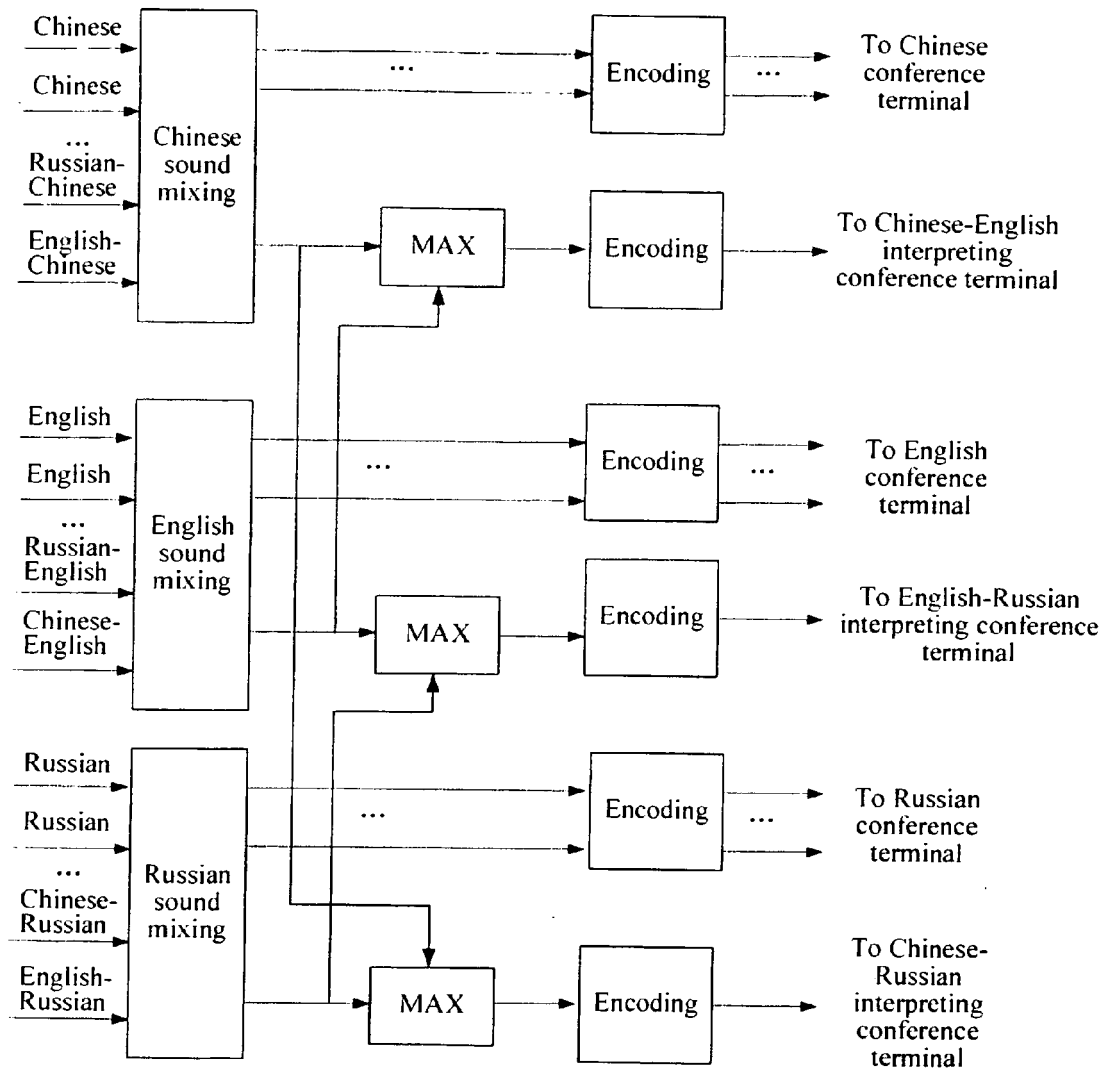 Chinese
Chinese
...
Russian-
Chinese
English-
Chinese
Chinese
sound
mixing
...
Encoding
...
To Chinese
conference
terminal
MAX
Encoding
To Chinese-English
interpreting
conference terminal
English
English
...
Russian-
English
Chinese-
English
English
sound
mixing
...
Encoding
...
To English
conference
terminal
MAX
Encoding
To English-Russian
interpreting conference
terminal
Russian
Russian
...
Chinese-
Russian
English-
Russian
Russian
sound
mixing
...
Encoding
...
To Russian
conference
terminal
MAX
Encoding
To Chinese-
Russian
interpreting
conference
terminal